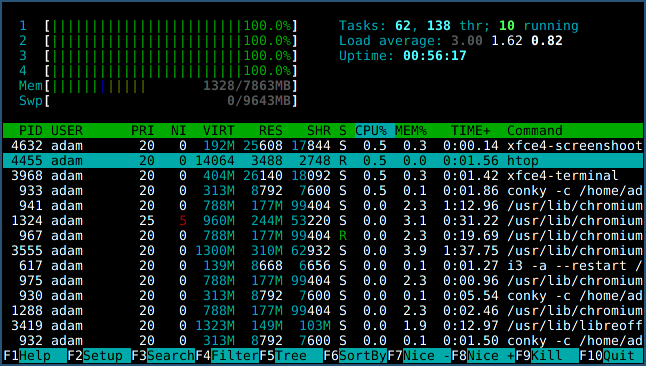 1 [||||||||||||||||||||||||100.0%] Tasks: 62, 138 thr; 10 running
2 [||||||||||||||||||||||||100.0%] Load average: 3.00 1.62 0.82
3 [||||||||||||||||||||||||100.0%] Uptime: 00:56:17
4 [||||||||||||||||||||||||100.0%]
Mem[|||||||||||| 1328/7863MB]
Swp[ 0/9643MB]
PID USER PRI NI VIRT RES SHR S CPU% MEM% TIME+ Command
4632 adam 20 0 192M 25608 17844 S 0.5 0.3 0:00.14 xfce4-screenshoot
4455 adam 20 0 14064 3488 2748 R 0.5 0.0 0:01.56 htop
3968 adam 20 0 404M 26140 18092 S 0.5 0.3 0:01.42 xfce4-terminal
933 adam 20 0 313M 8792 7600 S 0.5 0.1 0:01.86 conky -c /home/ad
941 adam 20 0 788M 177M 99404 S 0.0 2.3 1:12.96 /usr/lib/chromium
1324 adam 25 5 960M 244M 53220 S 0.0 3.1 0:31.22 /usr/lib/chromium
967 adam 20 0 788M 177M 99404 R 0.0 2.3 0:19.69 /usr/lib/chromium
3555 adam 20 0 1300M 310M 62932 S 0.0 3.9 1:37.75 /usr/lib/chromium
617 adam 20 0 139M 8668 6656 S 0.0 0.1 0:01.27 i3 -a --restart /
975 adam 20 0 788M 177M 99404 S 0.0 2.3 0:00.96 /usr/lib/chromium
930 adam 20 0 313M 8792 7600 S 0.0 0.1 0:05.54 conky -c /home/ad
1288 adam 20 0 788M 177M 99404 S 0.0 2.3 0:02.46 /usr/lib/chromium
3419 adam 20 0 1323M 149M 103M S 0.0 1.9 0:12.97 /usr/lib/libreoff
932 adam 20 0 313M 8792 7600 S 0.0 0.1 0:01.50 conky -c /home/ad
F1Help F2Setup F3SearchF4FilterF5Tree F6SortByF7Nice -F8Nice +F9Kill F10Quit